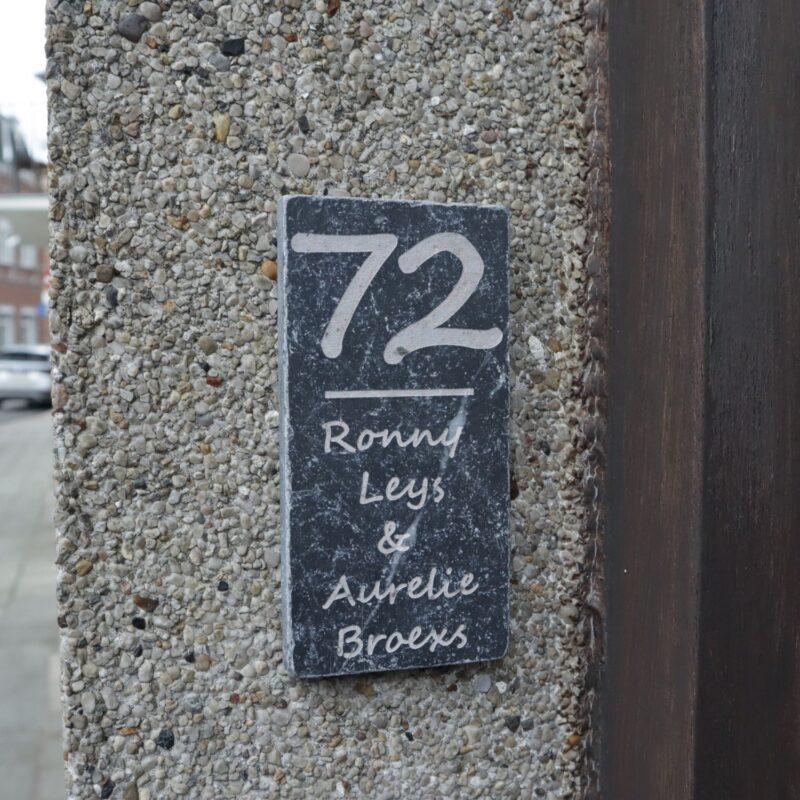 72
Ronny
Leys
&
Aurelie
Broexs